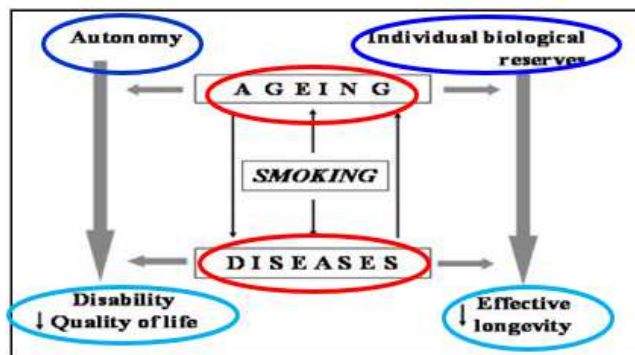 Autonomy
Individual biological
reserves
A G E I N G
SMOKING
D I S E A S E S
Disability
↓ Quality of life
↓ Effective
longevity